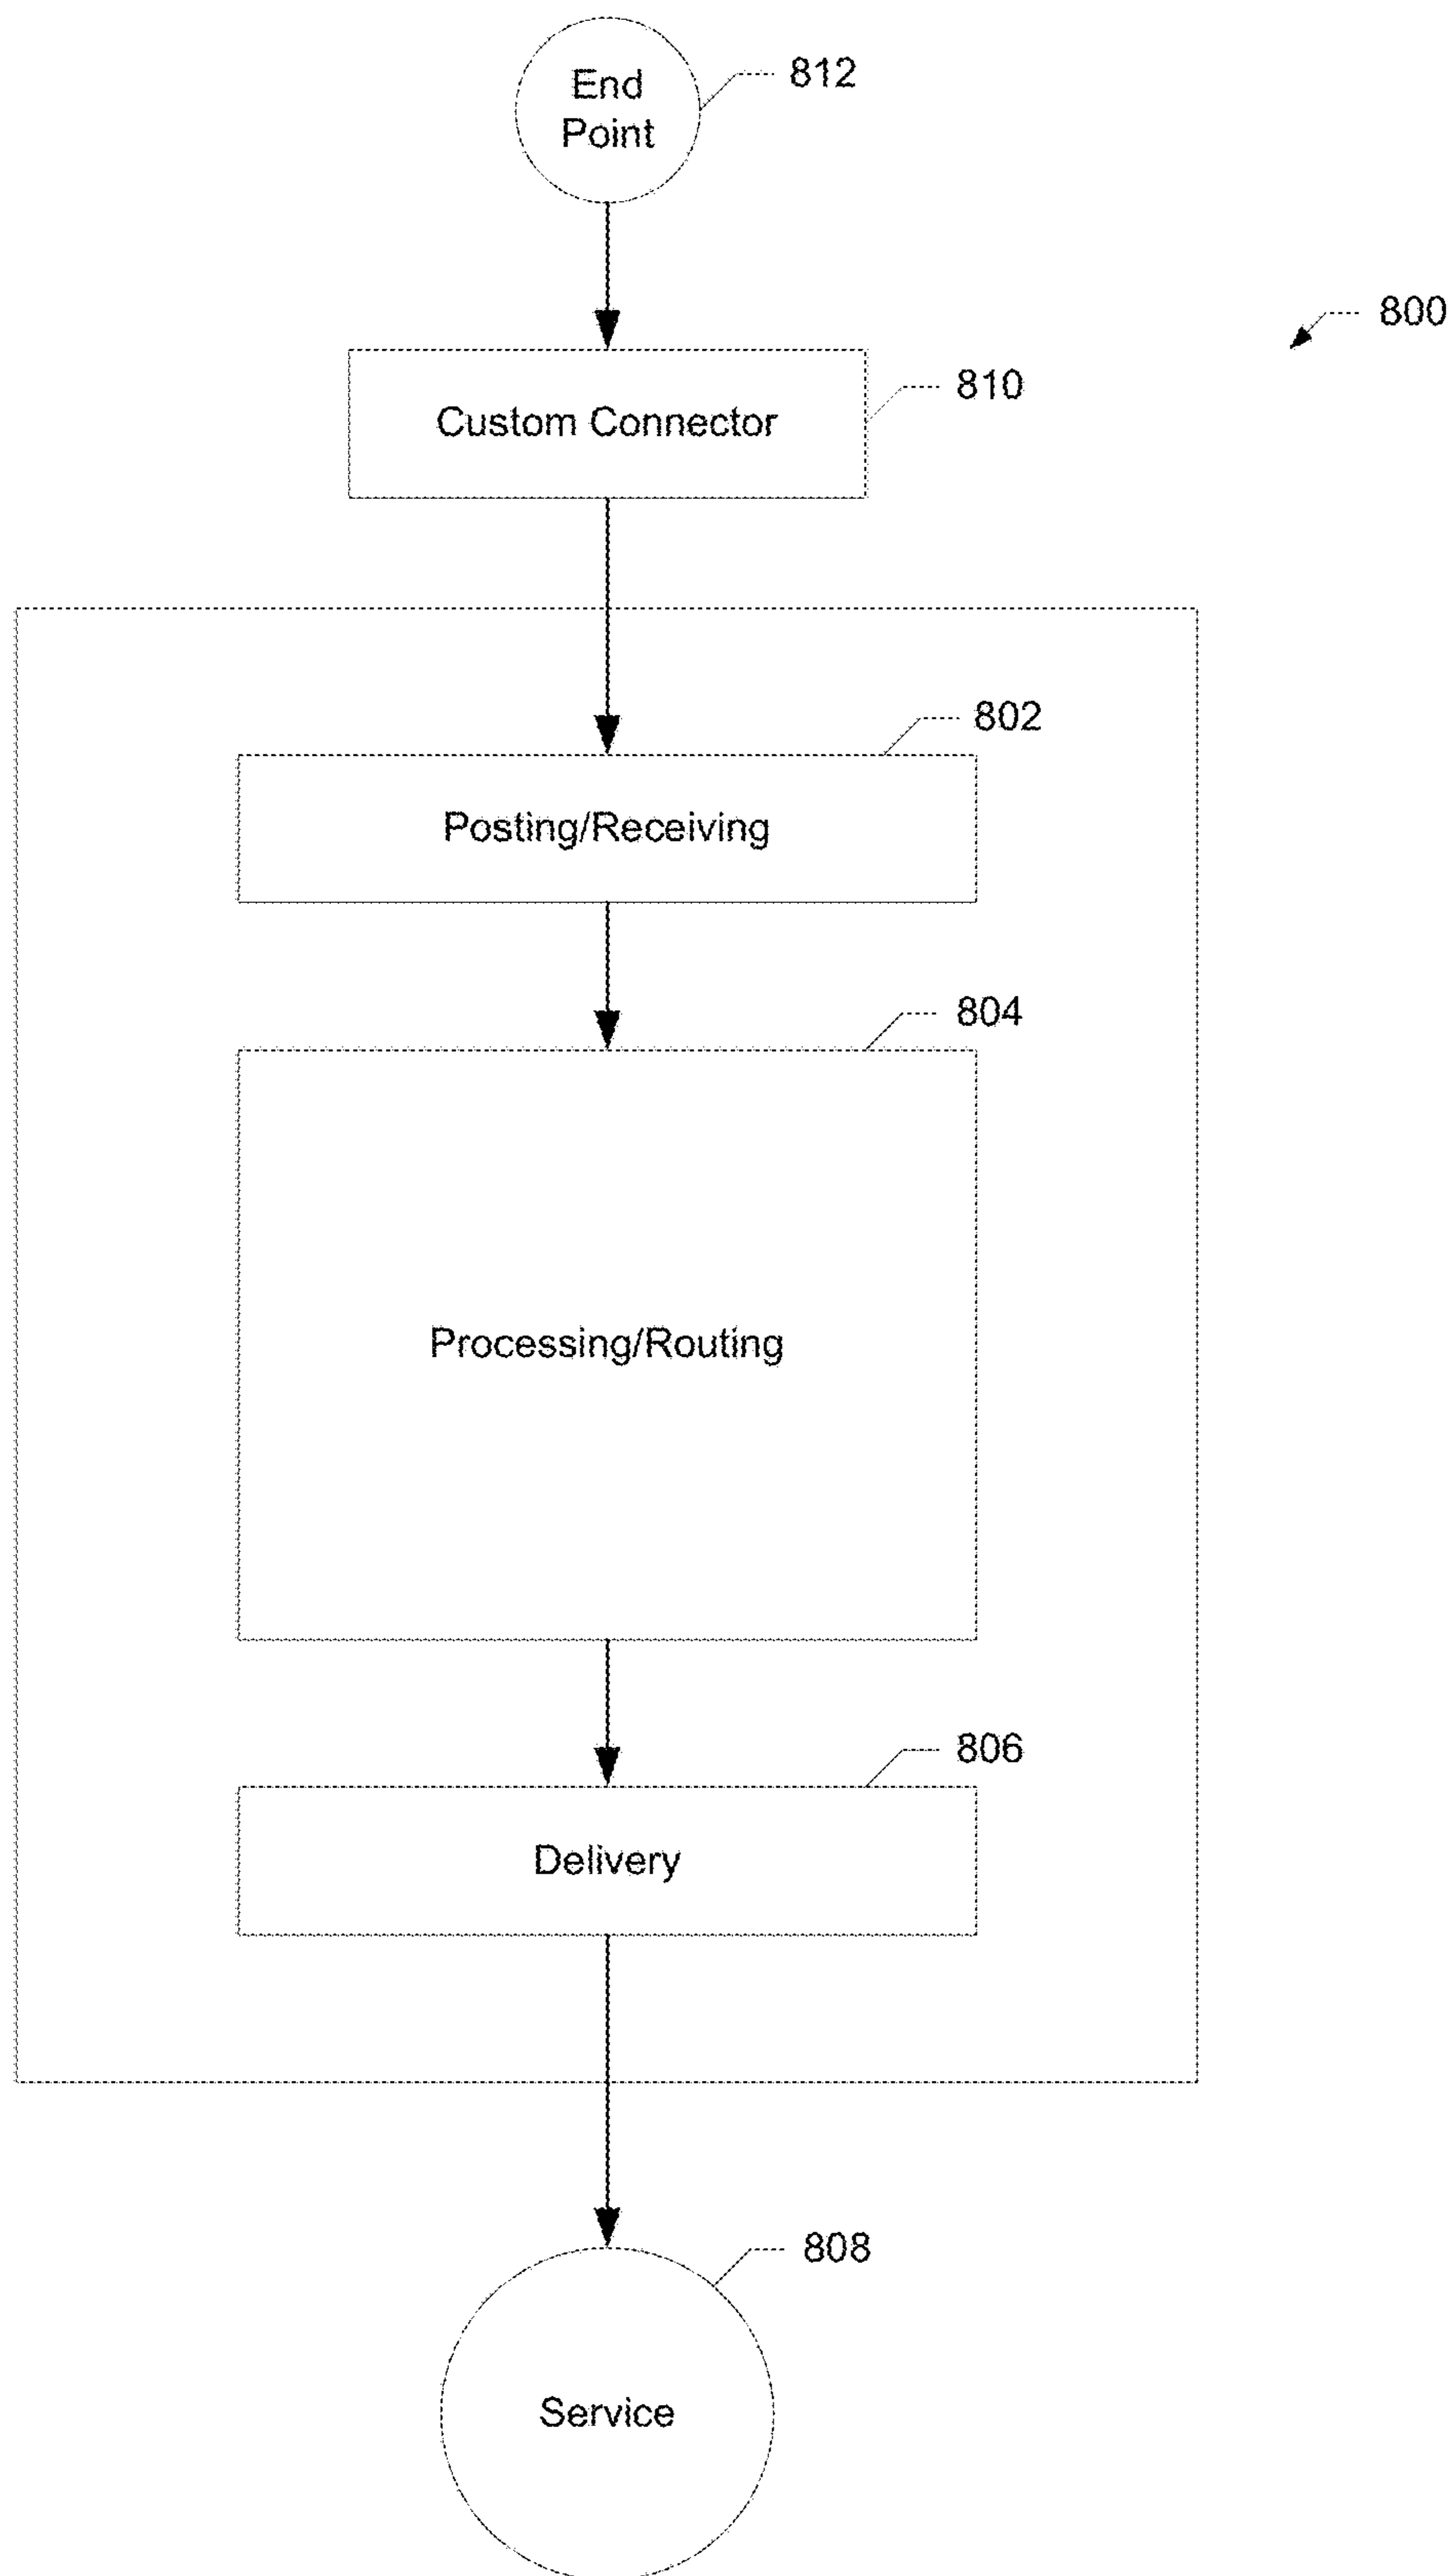 End
Point
812
800
Custom Connector
810
802
Posting/Receiving
804
Processing/Routing
806
Delivery
808
Service